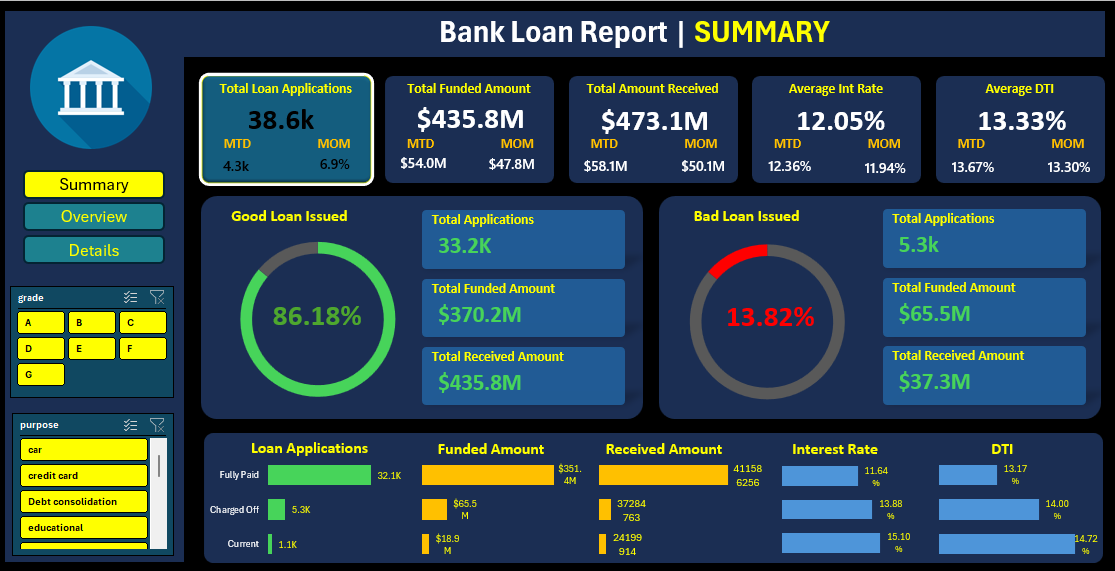 Bank Loan Report | SUMMARY
Total Loan Applications
38.6k
MTD MOM
4.3k 6.9%
Total Funded Amount
$435.8M
MTD MOM
$54.0M $47.8M
Total Amount Received
$473.1M
MTD MOM
$58.1M $50.1M
Average Int Rate
12.05%
MTD MOM
12.36% 11.94%
Average DTI
13.33%
MTD MOM
13.67% 13.30%
Summary
Overview
Details
grade
A B C
D E F
G
purpose
car
credit card
Debt consolidation
educational
Good Loan Issued
86.18%
Total Applications
33.2K
Total Funded Amount
$370.2M
Total Received Amount
$435.8M
Bad Loan Issued
13.82%
Total Applications
5.3k
Total Funded Amount
$65.5M
Total Received Amount
$37.3M
Loan Applications
Fully Paid 32.1K
Charged Off 5.3K
Current 1.1K
Funded Amount
$351.
4M
$65.5
M
$18.9
M
Received Amount
41158
6256
37284
763
24199
914
Interest Rate
11.64
%
13.88
%
15.10
%
DTI
13.17
%
14.00
%
14.72
%